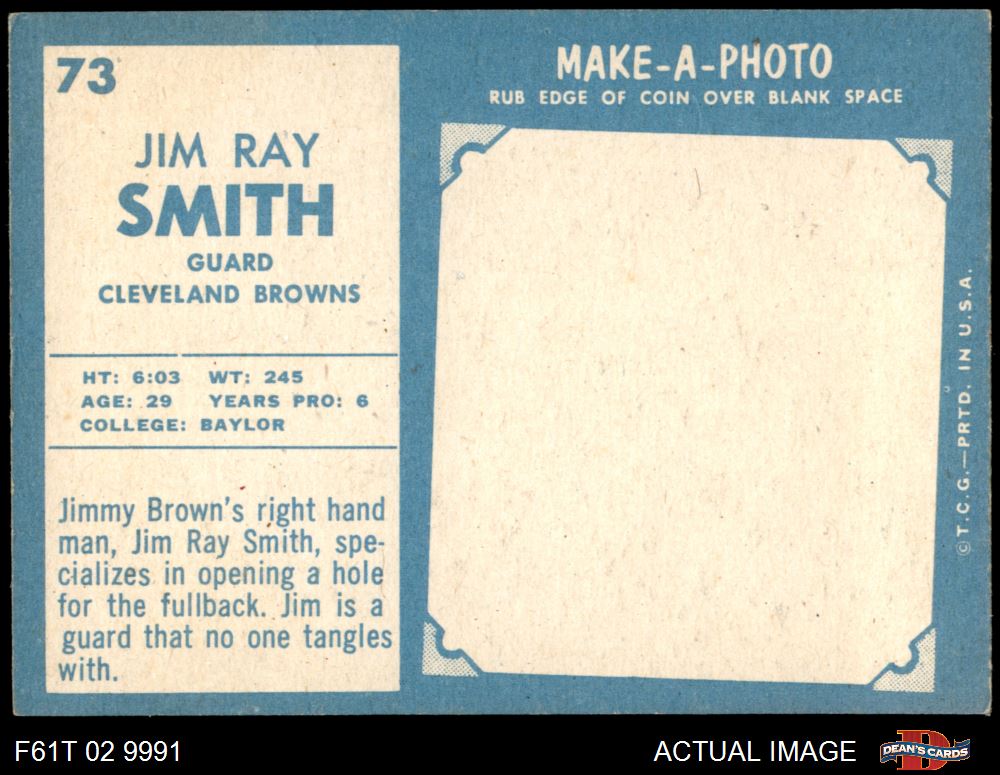 73
JIM RAY
SMITH
GUARD
CLEVELAND BROWNS
HT: 6:03 WT: 245
AGE: 29 YEARS PRO: 6
COLLEGE: BAYLOR
Jimmy Brown's right hand
man, Jim Ray Smith, spe-
cializes in opening a hole
for the fullback. Jim is a
guard that no one tangles
with.
MAKE-A-PHOTO
RUB EDGE OF COIN OVER BLANK SPACE
©T.C.G.—PRTD. IN U.S.A.
F61T 02 9991
ACTUAL IMAGE
DEAN'S CARDS